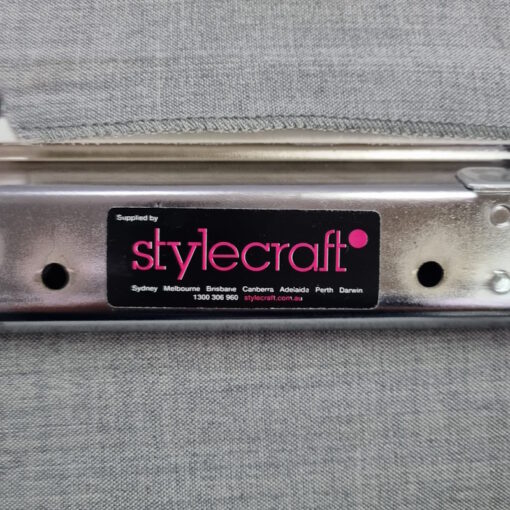 Supplied by
stylecraft
Sydney Melbourne Brisbane Canberra Adelaide Perth Darwin
1300 306 960 stylecraft.com.au